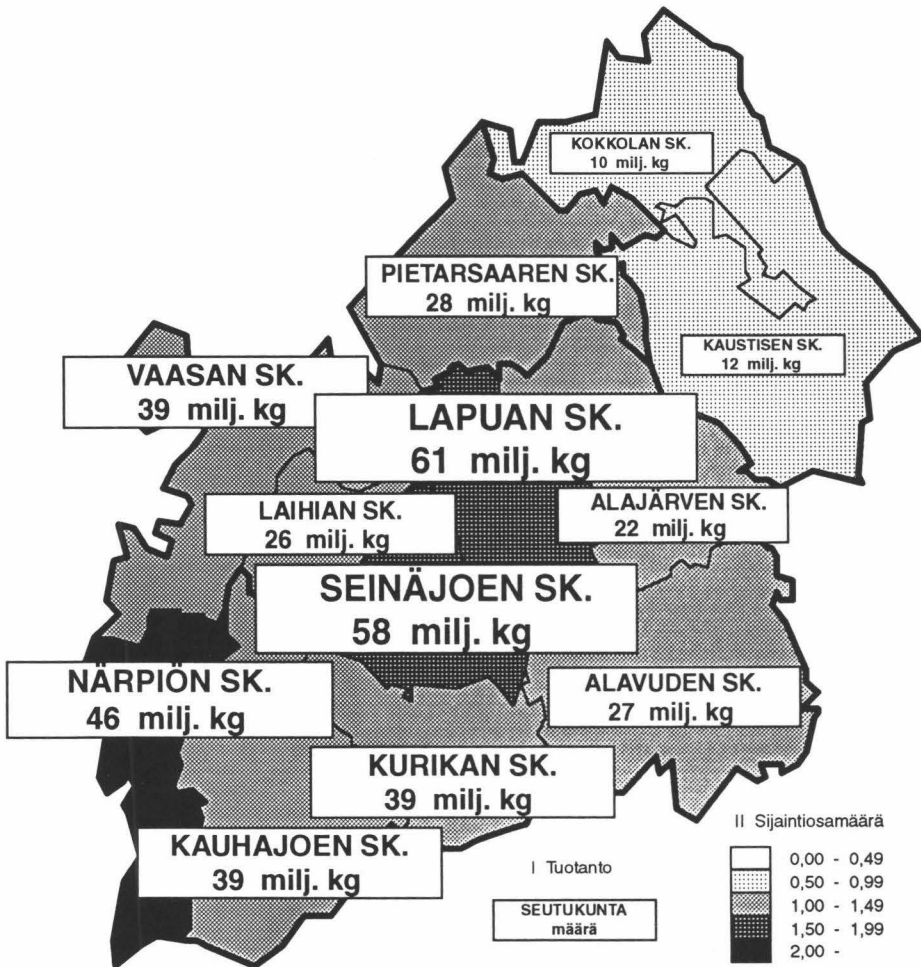 KOKKOLAN SK.
10 milj. kg
PIETARSAAREN SK.
28 milj. kg
KAUSTISEN SK.
12 milj. kg
VAASAN SK.
39 milj. kg
LAPUAN SK.
61 milj. kg
LAIHIAN SK.
26 milj. kg
ALAJÄRVEN SK.
22 milj. kg
SEINÄJOEN SK.
58 milj. kg
NÄRPIÖN SK.
46 milj. kg
ALAVUDEN SK.
27 milj. kg
KURIKAN SK.
39 milj. kg
KAUHAJOEN SK.
39 milj. kg
I Tuotanto
SEUTUKUNTA
määrä
II Sijaintiosamäärä
0,00 - 0,49
0,50 - 0,99
1,00 - 1,49
1,50 - 1,99
2,00 -